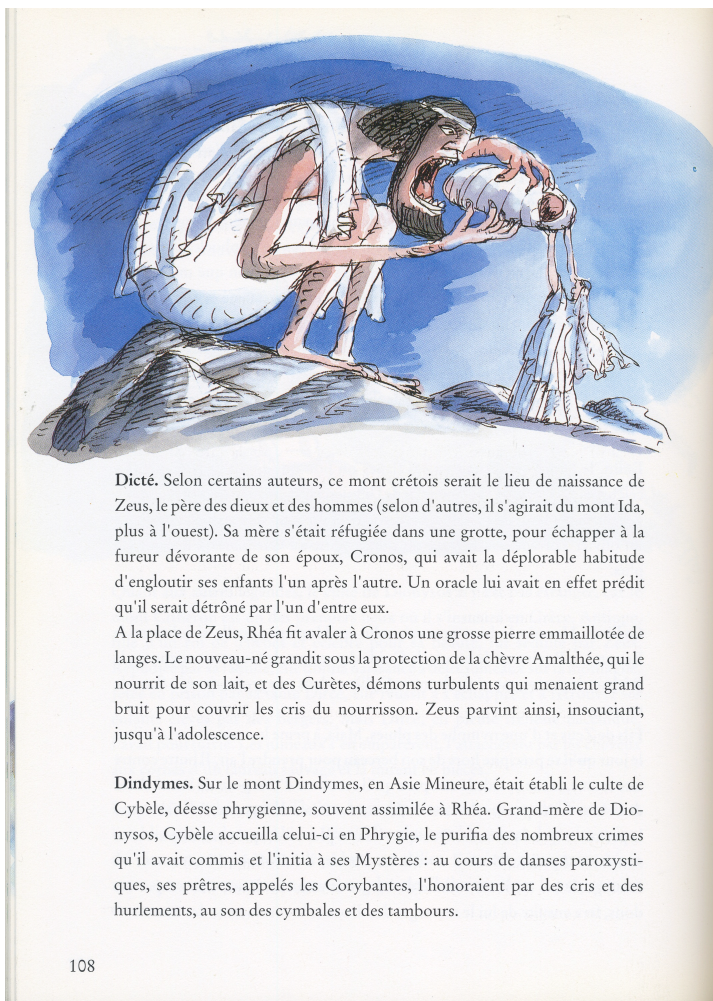 Dicté. Selon certains auteurs, ce mont crétois serait le lieu de naissance de
Zeus, le père des dieux et des hommes (selon d'autres, il s'agirait du mont Ida,
plus à l'ouest). Sa mère s'était réfugiée dans une grotte, pour échapper à la
fureur dévorante de son époux, Cronos, qui avait la déplorable habitude
d'engloutir ses enfants l'un après l'autre. Un oracle lui avait en effet prédit
qu'il serait détrôné par l'un d'entre eux.
A la place de Zeus, Rhéa fit avaler à Cronos une grosse pierre emmaillotée de
langes. Le nouveau-né grandit sous la protection de la chèvre Amalthée, qui le
nourrit de son lait, et des Curètes, démons turbulents qui menaient grand
bruit pour couvrir les cris du nourrisson. Zeus parvint ainsi, insouciant,
jusqu'à l'adolescence.
Dindymes. Sur le mont Dindymes, en Asie Mineure, était établi le culte de
Cybèle, déesse phrygienne, souvent assimilée à Rhéa. Grand-mère de Dio-
nysos, Cybèle accueilla celui-ci en Phrygie, le purifia des nombreux crimes
qu'il avait commis et l'initia à ses Mystères : au cours de danses paroxysti-
ques, ses prêtres, appelés les Corybantes, l'honoraient par des cris et des
hurlements, au son des cymbales et des tambours.
108